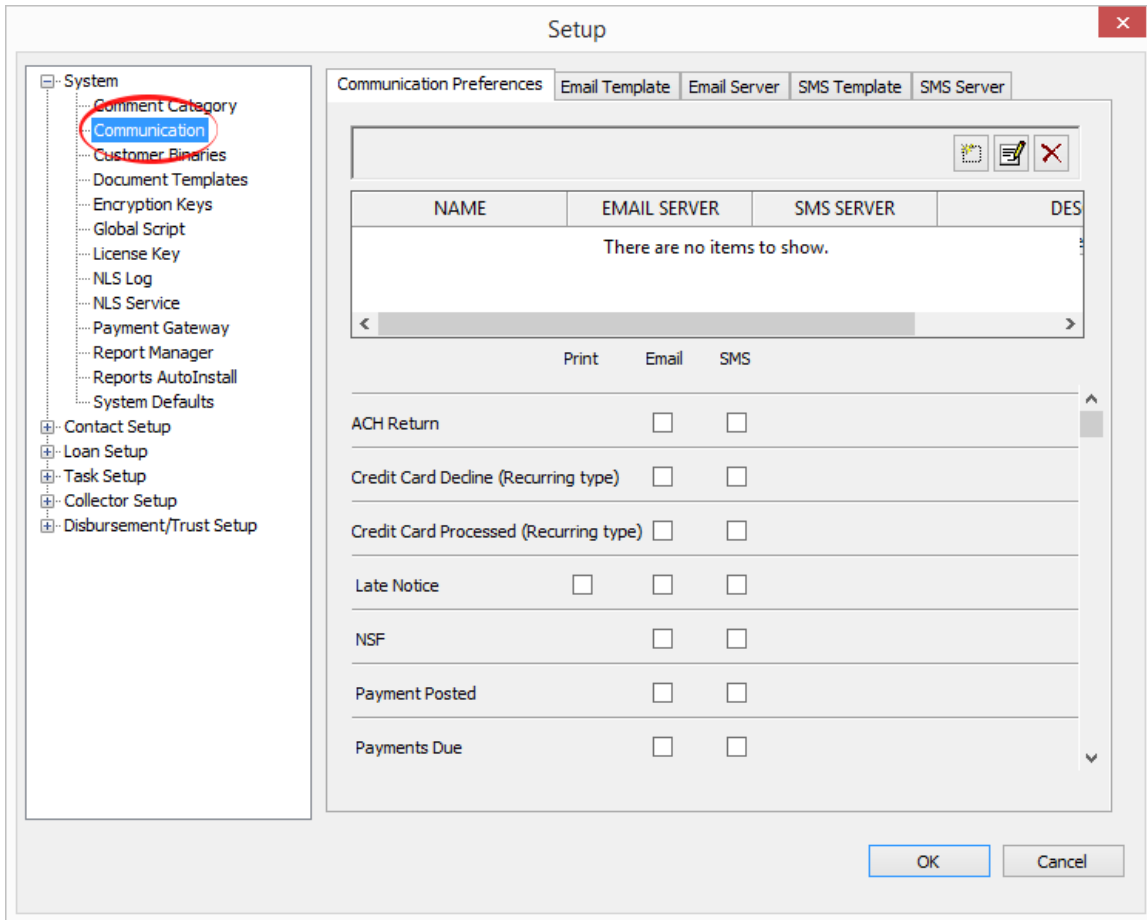 Setup
System
Comment Category
Communication
Customer Binaries
Document Templates
Encryption Keys
Global Script
License Key
NLS Log
NLS Service
Payment Gateway
Report Manager
Reports AutoInstall
System Defaults
Contact Setup
Loan Setup
Task Setup
Collector Setup
Disbursement/Trust Setup
Communication Preferences Email Template Email Server SMS Template SMS Server
NAME EMAIL SERVER SMS SERVER DES
There are no items to show.
Print Email SMS
ACH Return
Credit Card Decline (Recurring type)
Credit Card Processed (Recurring type)
Late Notice
NSF
Payment Posted
Payments Due
OK Cancel